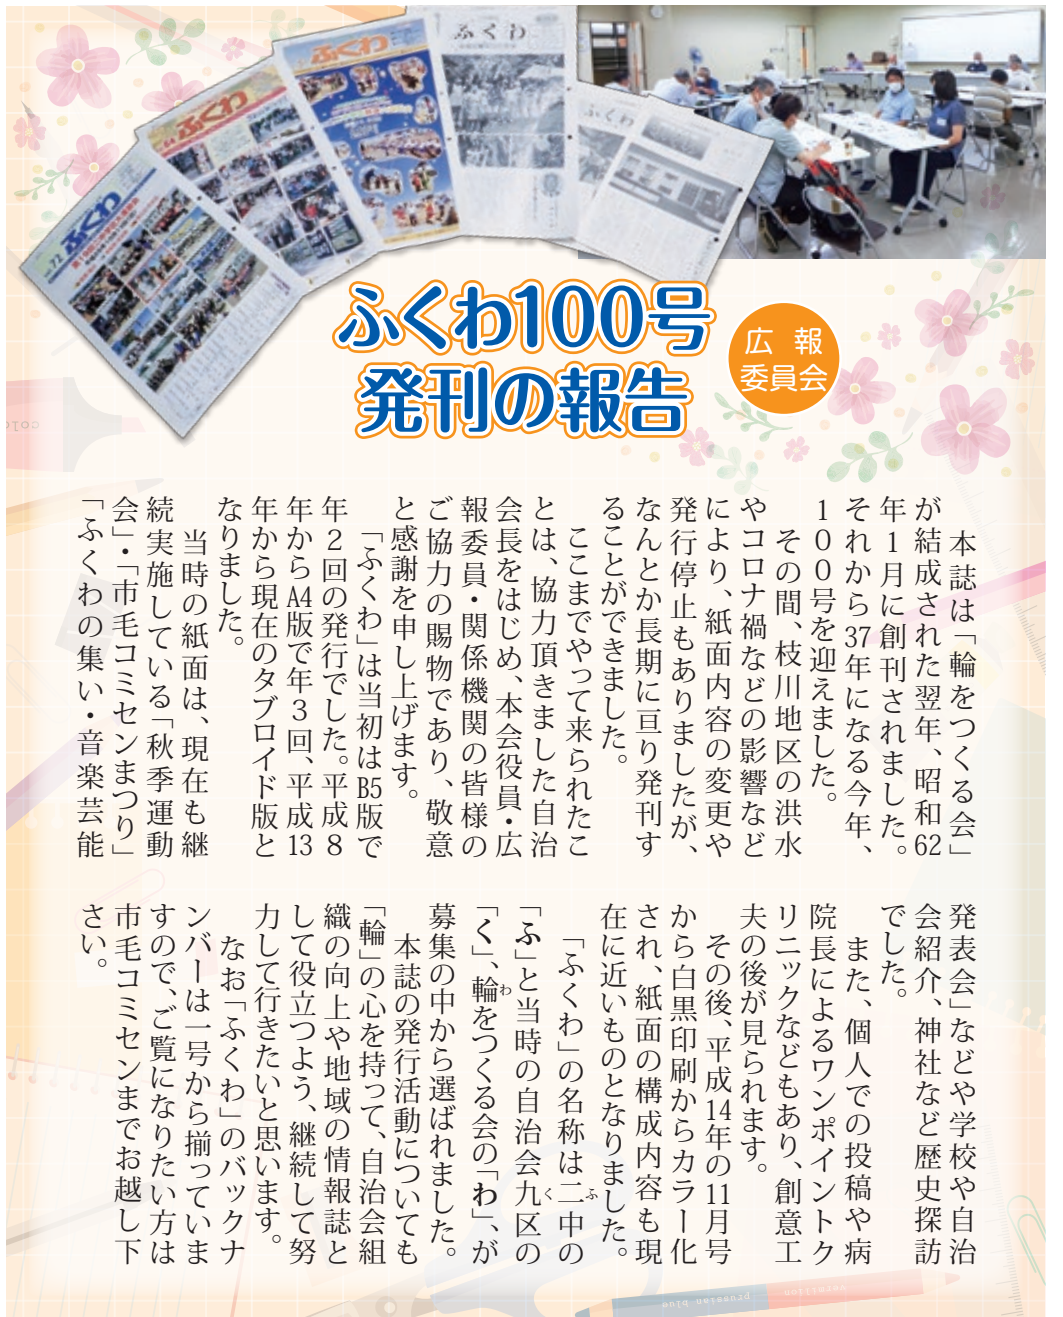 ふくわ
ふくわ
ふくわ
ふくわ
ふくわ
ふくわ100号
発刊の報告
広報
委員会
本誌は「輪をつくる会」
が結成された翌年、昭和62
年1月に創刊されました。
それから37年になる今年、
100号を迎えました。
その間、枝川地区の洪水
やコロナ禍などの影響など
により、紙面内容の変更や
発行停止もありましたが、
なんとか長期に亘り発刊す
ることができました。
ここまでやって来られたこ
とは、協力頂きました自治
会長をはじめ、本会役員・広
報委員・関係機関の皆様の
ご協力の賜物であり、敬意
と感謝を申し上げます。
「ふくわ」は当初はB5版で
年2回の発行でした。平成8
年からA4版で年3回、平成13
年から現在のタブロイド版と
なりました。
当時の紙面は、現在も継
続実施している「秋季運動
会」・「市毛コミセンまつり」
「ふくわの集い・音楽芸能
発表会」などや学校や自治
会紹介、神社など歴史探訪
でした。
また、個人での投稿や病
院長によるワンポイントク
リニックなどもあり、創意工
夫の後が見られます。
その後、平成14年の11月号
から白黒印刷からカラー化
され、紙面の構成内容も現
在に近いものとなりました。
「ふくわ」の名称は二ふ中の
「ふ」と当時の自治会九く区の
「く」、輪わをつくる会の「わ」、が
募集の中から選ばれました。
本誌の発行活動についても
「輪」の心を持って、自治会組
織の向上や地域の情報誌と
して役立つよう、継続して努
力して行きたいと思います。
なお「ふくわ」のバックナ
ンバーは一号から揃っていま
すので、ご覧になりたい方は
市毛コミセンまでお越し下
さい。
prussian blue
vermilion